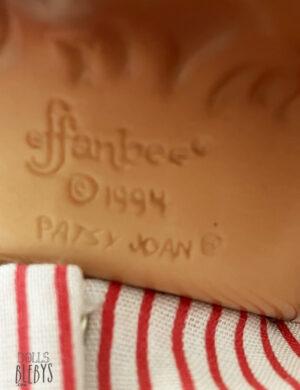 effanbee®
© 1994
PATSY JOAN ®
DOLLS
BLEBYS